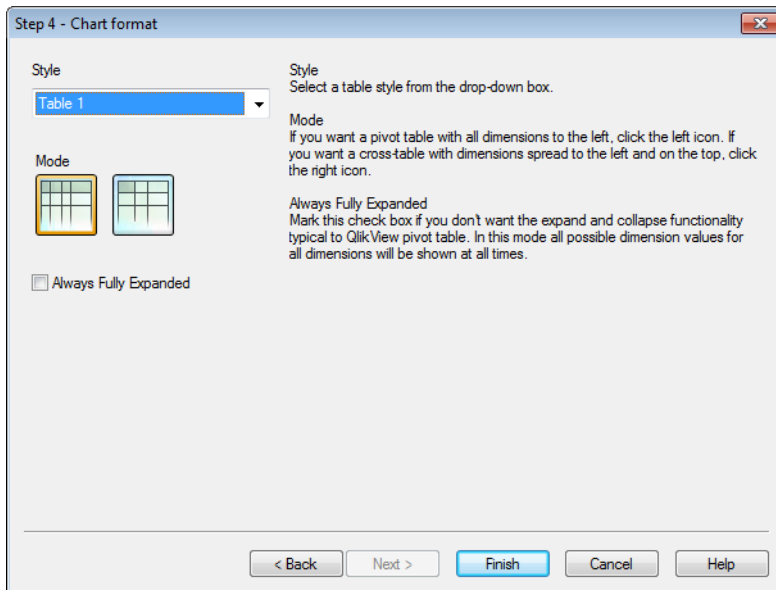 Step 4 - Chart format
Style
Table 1
Mode
Always Fully Expanded
Style
Select a table style from the drop-down box.
Mode
If you want a pivot table with all dimensions to the left, click the left icon. If
you want a cross-table with dimensions spread to the left and on the top, click
the right icon.
Always Fully Expanded
Mark this check box if you don't want the expand and collapse functionality
typical to QlikView pivot table. In this mode all possible dimension values for
all dimensions will be shown at all times.
< Back
Next >
Finish
Cancel
Help